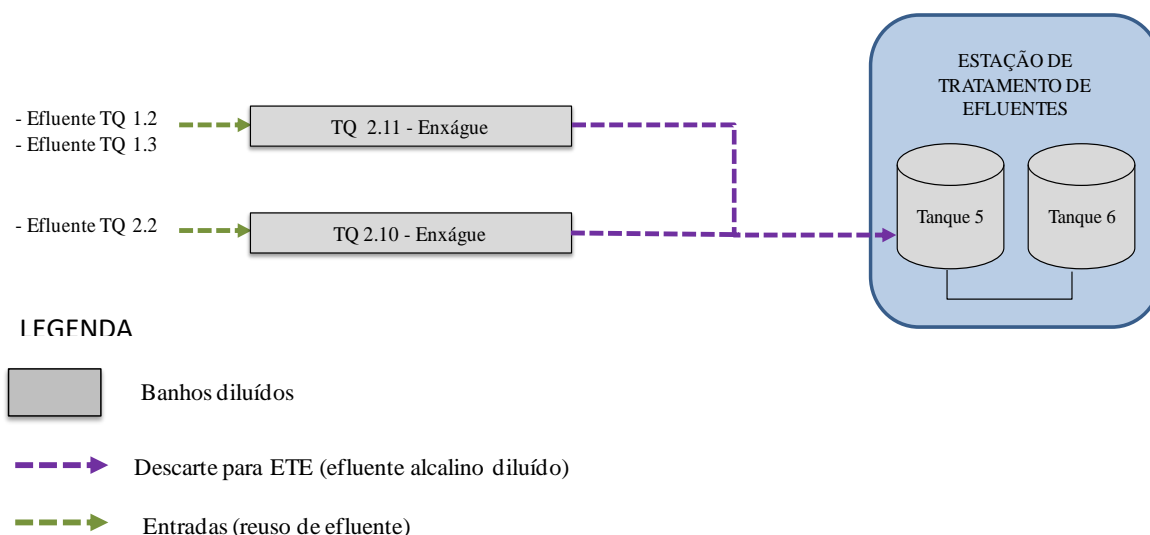 ESTAÇÃO DE
TRATAMENTO DE
EFLUENTES
- Efluente TQ 1.2
- Efluente TQ 1.3
TQ 2.11 - Enxágue
- Efluente TQ 2.2
TQ 2.10 - Enxágue
Tanque 5
Tanque 6
LEGENDA
Banhos diluídos
Descarte para ETE (efluente alcalino diluído)
Entradas (reuso de efluente)